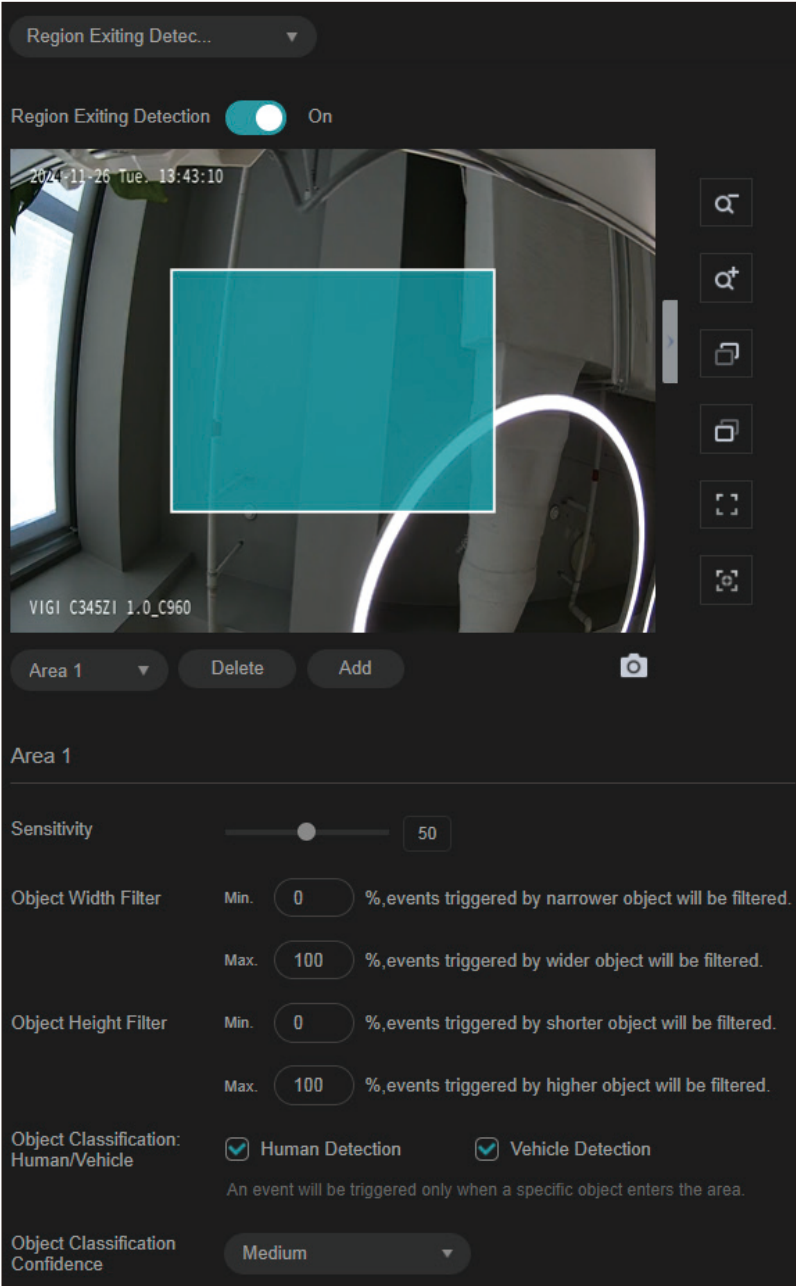 Region Exiting Detec...
Region Exiting Detection On
2024-11-26 Tue. 13:43:10
VIGI C345ZI 1.0_C960
Area 1 Delete Add
Area 1
Sensitivity 50
Object Width Filter Min. 0 %,events triggered by narrower object will be filtered.
Max. 100 %,events triggered by wider object will be filtered.
Object Height Filter Min. 0 %,events triggered by shorter object will be filtered.
Max. 100 %,events triggered by higher object will be filtered.
Object Classification:
Human/Vehicle Human Detection Vehicle Detection
An event will be triggered only when a specific object enters the area.
Object Classification
Confidence Medium